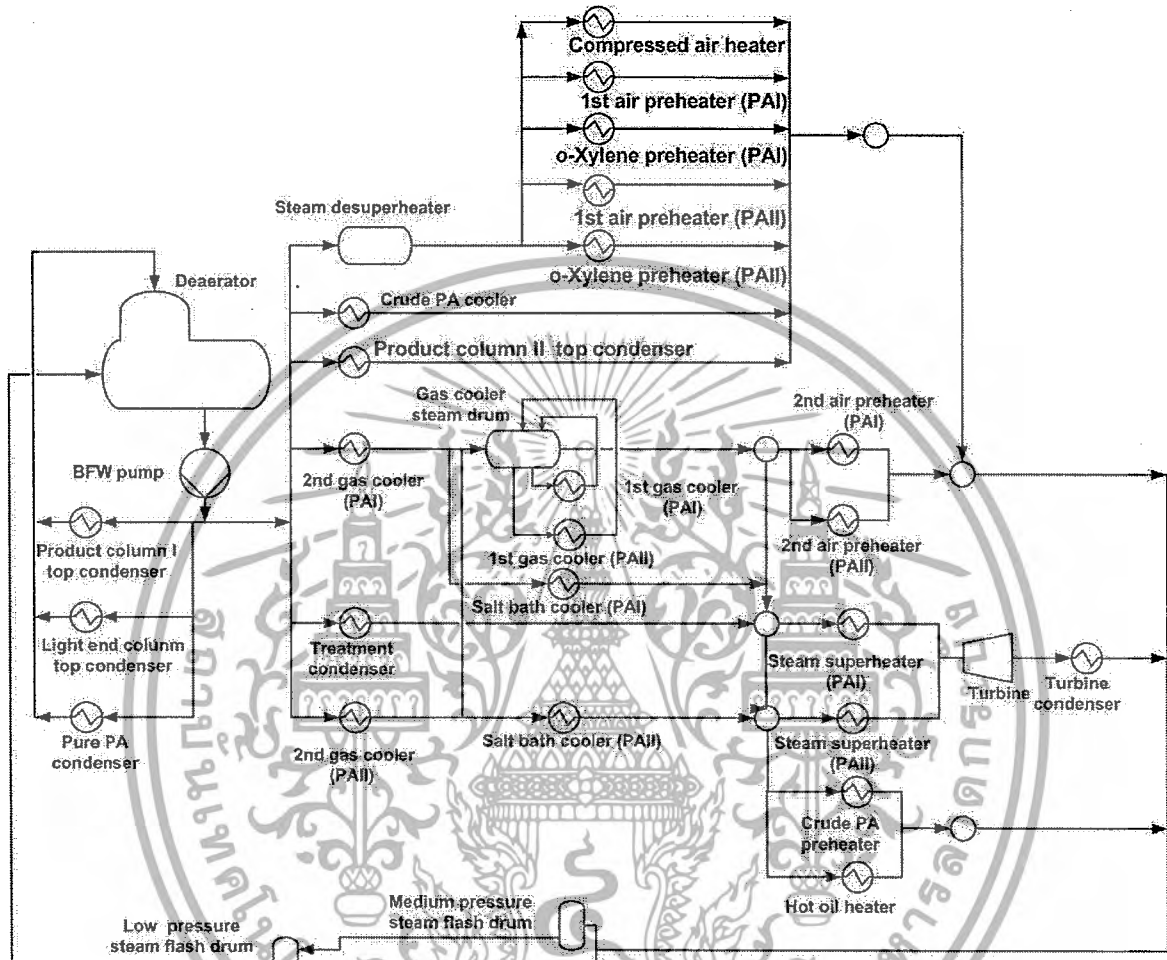 Compressed air heater
1st air preheater (PAI)
o-Xylene preheater (PAI)
1st air preheater (PAII)
o-Xylene preheater (PAII)
Steam desuperheater
Deaerator
Crude PA cooler
Product column II top condenser
Gas cooler
steam drum
2nd air preheater
(PAI)
BFW pump
2nd gas cooler
(PAI)
1st gas cooler
(PAI)
Product column I
top condenser
1st gas cooler (PAII)
2nd air preheater
(PAII)
Salt bath cooler (PAI)
Light end column
top condenser
Treatment
condenser
Steam superheater
(PAI)
Turbine
Turbine
condenser
Pure PA
condenser
2nd gas cooler
(PAII)
Salt bath cooler (PAII)
Steam superheater
(PAII)
Crude PA
preheater
Hot oil heater
Medium pressure
steam flash drum
Low pressure
steam flash drum